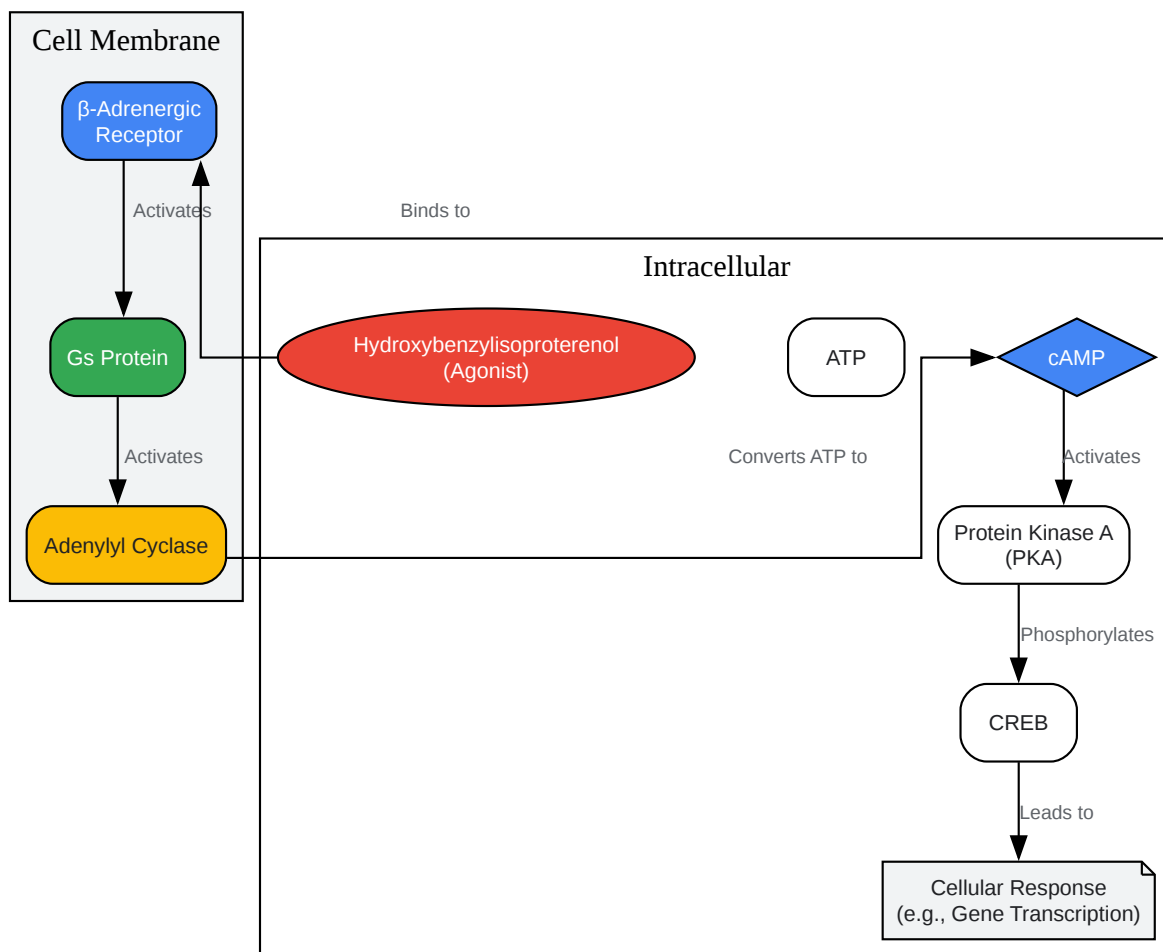 Cell Membrane
β-Adrenergic
Receptor
Activates
Binds to
Intracellular
Gs Protein
Hydroxybenzylisoproterenol
(Agonist)
ATP
cAMP
Activates
Converts ATP to
Activates
Adenylyl Cyclase
Protein Kinase A
(PKA)
Phosphorylates
CREB
Leads to
Cellular Response
(e.g., Gene Transcription)